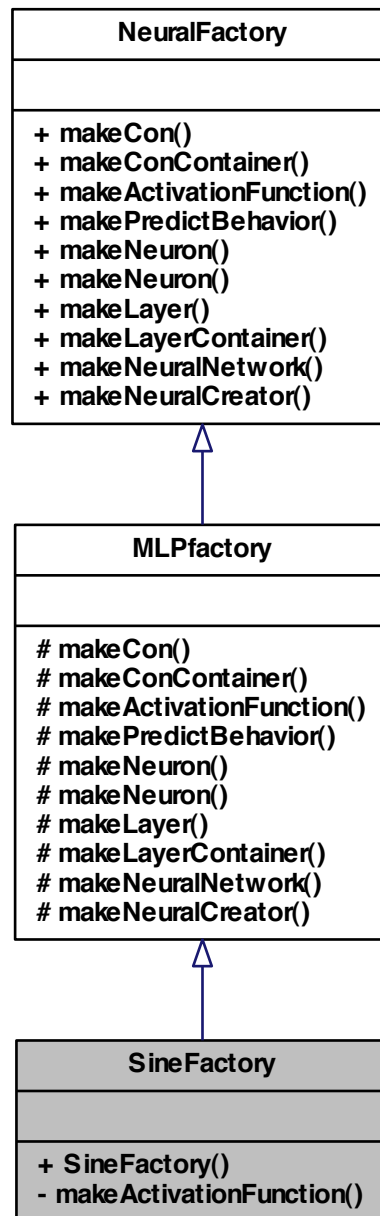 NeuralFactory
+ makeCon()
+ makeConContainer()
+ makeActivationFunction()
+ makePredictBehavior()
+ makeNeuron()
+ makeNeuron()
+ makeLayer()
+ makeLayerContainer()
+ makeNeuralNetwork()
+ makeNeuralCreator()
MLPfactory
# makeCon()
# makeConContainer()
# makeActivationFunction()
# makePredictBehavior()
# makeNeuron()
# makeNeuron()
# makeLayer()
# makeLayerContainer()
# makeNeuralNetwork()
# makeNeuralCreator()
SineFactory
+ SineFactory()
- makeActivationFunction()